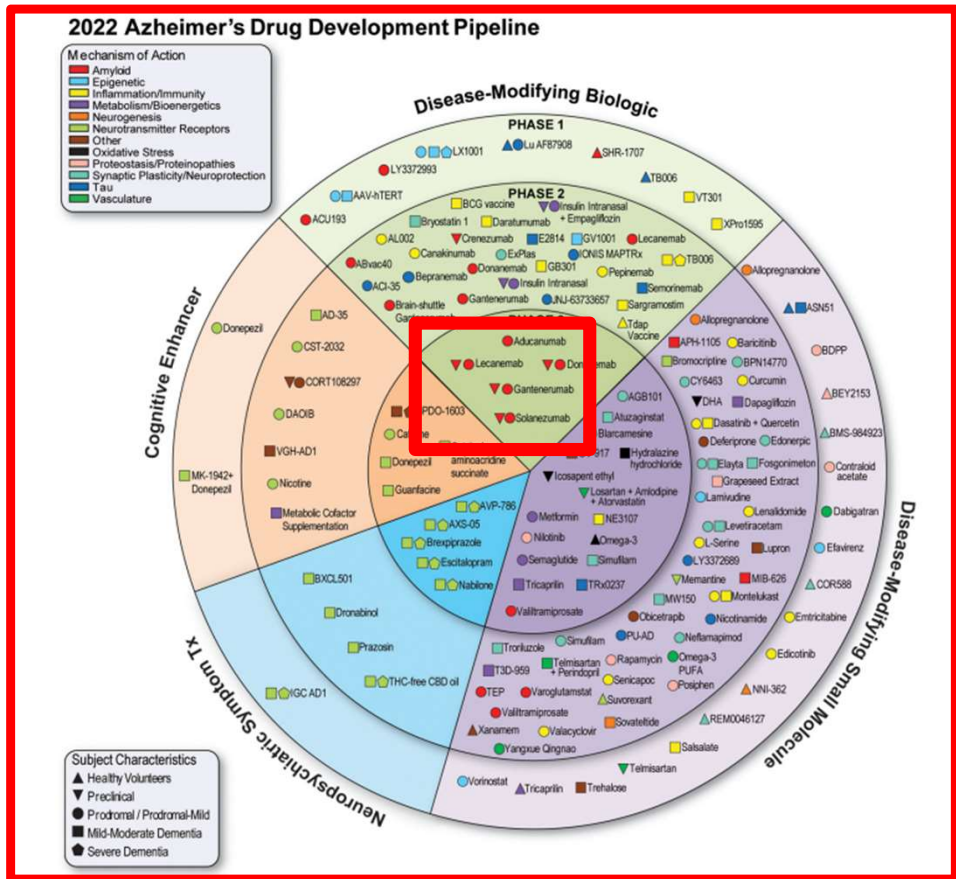 2022 Azheimer's Drug Development Pipeline
Mechanism of Action
Amyloid
Epigenetic
Inflammation/Immunity
Metabolism/Bioenergetics
Neurogenesis
Neurotransmitter Receptors
Other
Oxidative Stress
Proteostasis/Proteinopathies
Synaptic Plasticity/Neuroprotection
Tau
Vasculature
Disease-Modifying Biologic
PHASE 1
LX1001
Lu AF87908
SHR-1707
LY3372993
TB006
AAV-hTERT
VT301
ACU193
XPro1595
PHASE 2
BCG vaccine
Insulin Intranasal
+ Empagliflozin
Bryostatin 1
Daratumumab
AL002
Crenezumab
E2814
GV1001
Lecanemab
Canakinumab
ExPlas
IONIS MAPTRx
TB006
ABvac40
Donanemab
GB301
Pepinemab
ACI-35
Bepranemab
Insulin Intranasal
Semorinemab
Brain-shuttle
Gantenerumab
JNJ-63733657
Sargramostim
Tdap
Vaccine
Aducanumab
Lecanemab
Gantenerumab
Solanezumab
Cognitive Enhancer
Donepezil
MK-1942+
Donepezil
AD-35
CST-2032
CORT108297
DAOIB
VGH-AD1
Nicotine
Metabolic Cofactor
Supplementation
PDO-1603
Donepezil
aminoacridine
succinate
Guanfacine
Neuropsychiatric Symptom Tx
AVP-786
AXS-05
Brexpiprazole
Escitalopram
Nabilone
BXCL501
Dronabinol
Prazosin
THC-free CBD oil
IGC AD1
Disease-Modifying Small Molecule
AGB101
Atuzaginstat
Blarcamesine
Hydralazine
hydrochloride
Icosapent ethyl
Losartan + Amlodipine
+ Atorvastatin
Metformin
NE3107
Nilotinib
Omega-3
Semaglutide
Simufilam
Tricaprilin
TRx0237
Valiltramiprosate
Allopregnanolone
APH-1105
Baricitinib
Bromocriptine
BPN14770
CY6463
Curcumin
DHA
Dapagliflozin
Dasatinib + Quercetin
Deferiprone
Edonerpic
Elayta
Fosgonimeton
Grapeseed Extract
Lamivudine
Lenalidomide
Levetiracetam
L-Serine
Lupron
LY3372689
Memantine
MIB-626
MW150
Montelukast
Obicetrapib
Nicotinamide
PU-AD
Neflamapimod
Simufilam
Troriluzole
Rapamycin
Omega-3
PUFA
T3D-959
Telmisartan
+ Perindopril
Senicapoc
Posiphen
TEP
Varoglutamstat
Suvorexant
Valiltramiprosate
Sovateltide
Xanamem
Valacyclovir
Yangxue Qingnao
Allopregnanolone
ASN51
BDPP
BEY2153
BMS-984923
Contraloid
acetate
Dabigatran
Efavirenz
COR588
Emtricitabine
Edicotinib
NNI-362
REM0046127
Salsalate
Telmisartan
Trehalose
Tricaprilin
Vorinostat
Subject Characteristics
Healthy Volunteers
Preclinical
Prodromal / Prodromal-Mild
Mild-Moderate Dementia
Severe Dementia